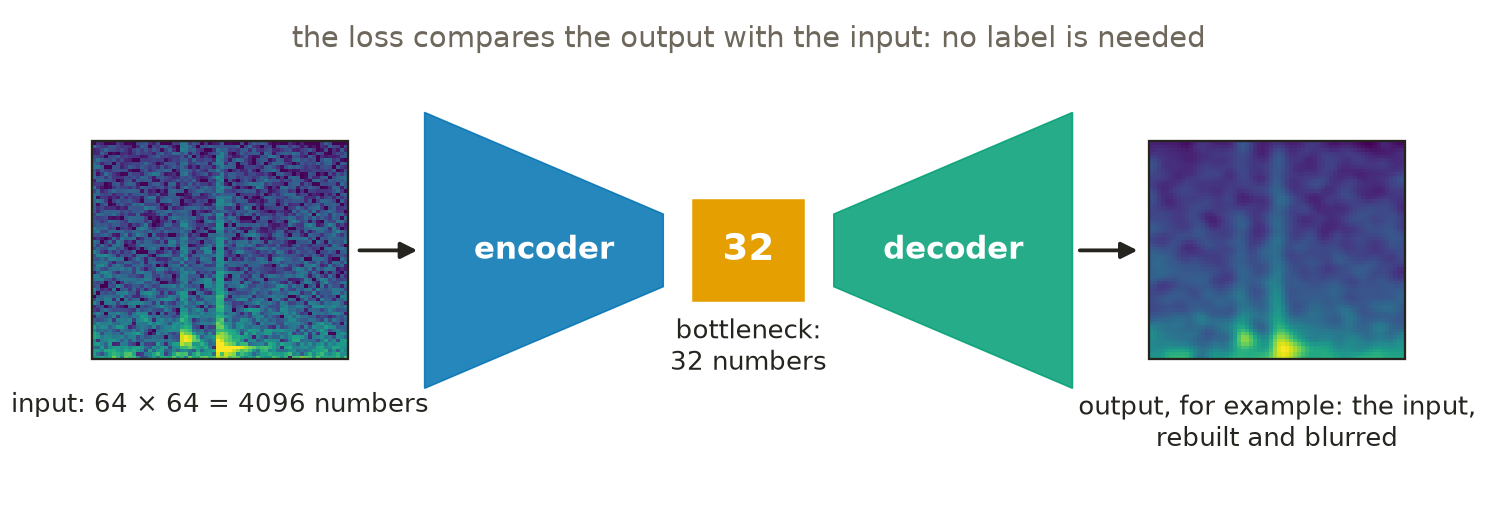 the loss compares the output with the input: no label is needed
encoder
32
decoder
bottleneck:
32 numbers
input: 64 × 64 = 4096 numbers
output, for example: the input,
rebuilt and blurred